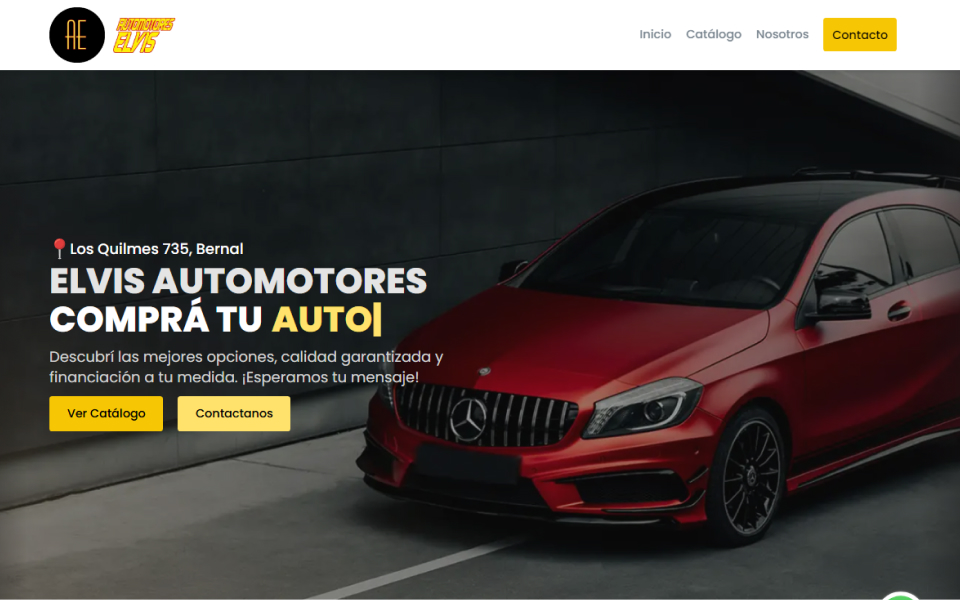 AE
AUTOMOTORES
ELVIS
Inicio
Catálogo
Nosotros
Contacto
📍Los Quilmes 735, Bernal
ELVIS AUTOMOTORES
COMPRÁ TU AUTO|
Descubrí las mejores opciones, calidad garantizada y
financiación a tu medida. ¡Esperamos tu mensaje!
Ver Catálogo
Contactanos